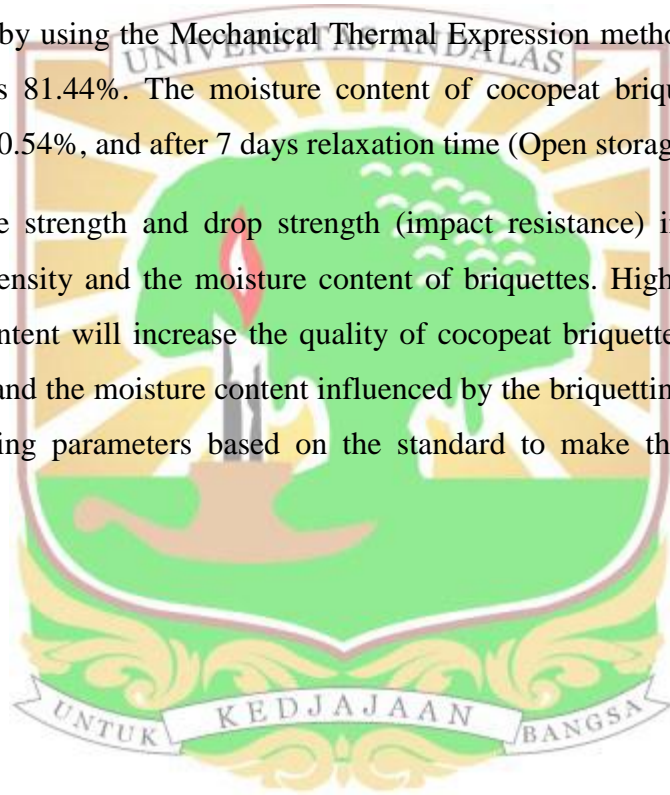 by using the Mechanical Thermal Expression metho
UNIVERSITAS ANDALAS
s 81.44%. The moisture content of cocopeat briqu
0.54%, and after 7 days relaxation time (Open storag
e strength and drop strength (impact resistance) i
ensity and the moisture content of briquettes. High
ntent will increase the quality of cocopeat briquette
and the moisture content influenced by the briquettin
ing parameters based on the standard to make th
UNTUK KEDJAJAAN BANGSA